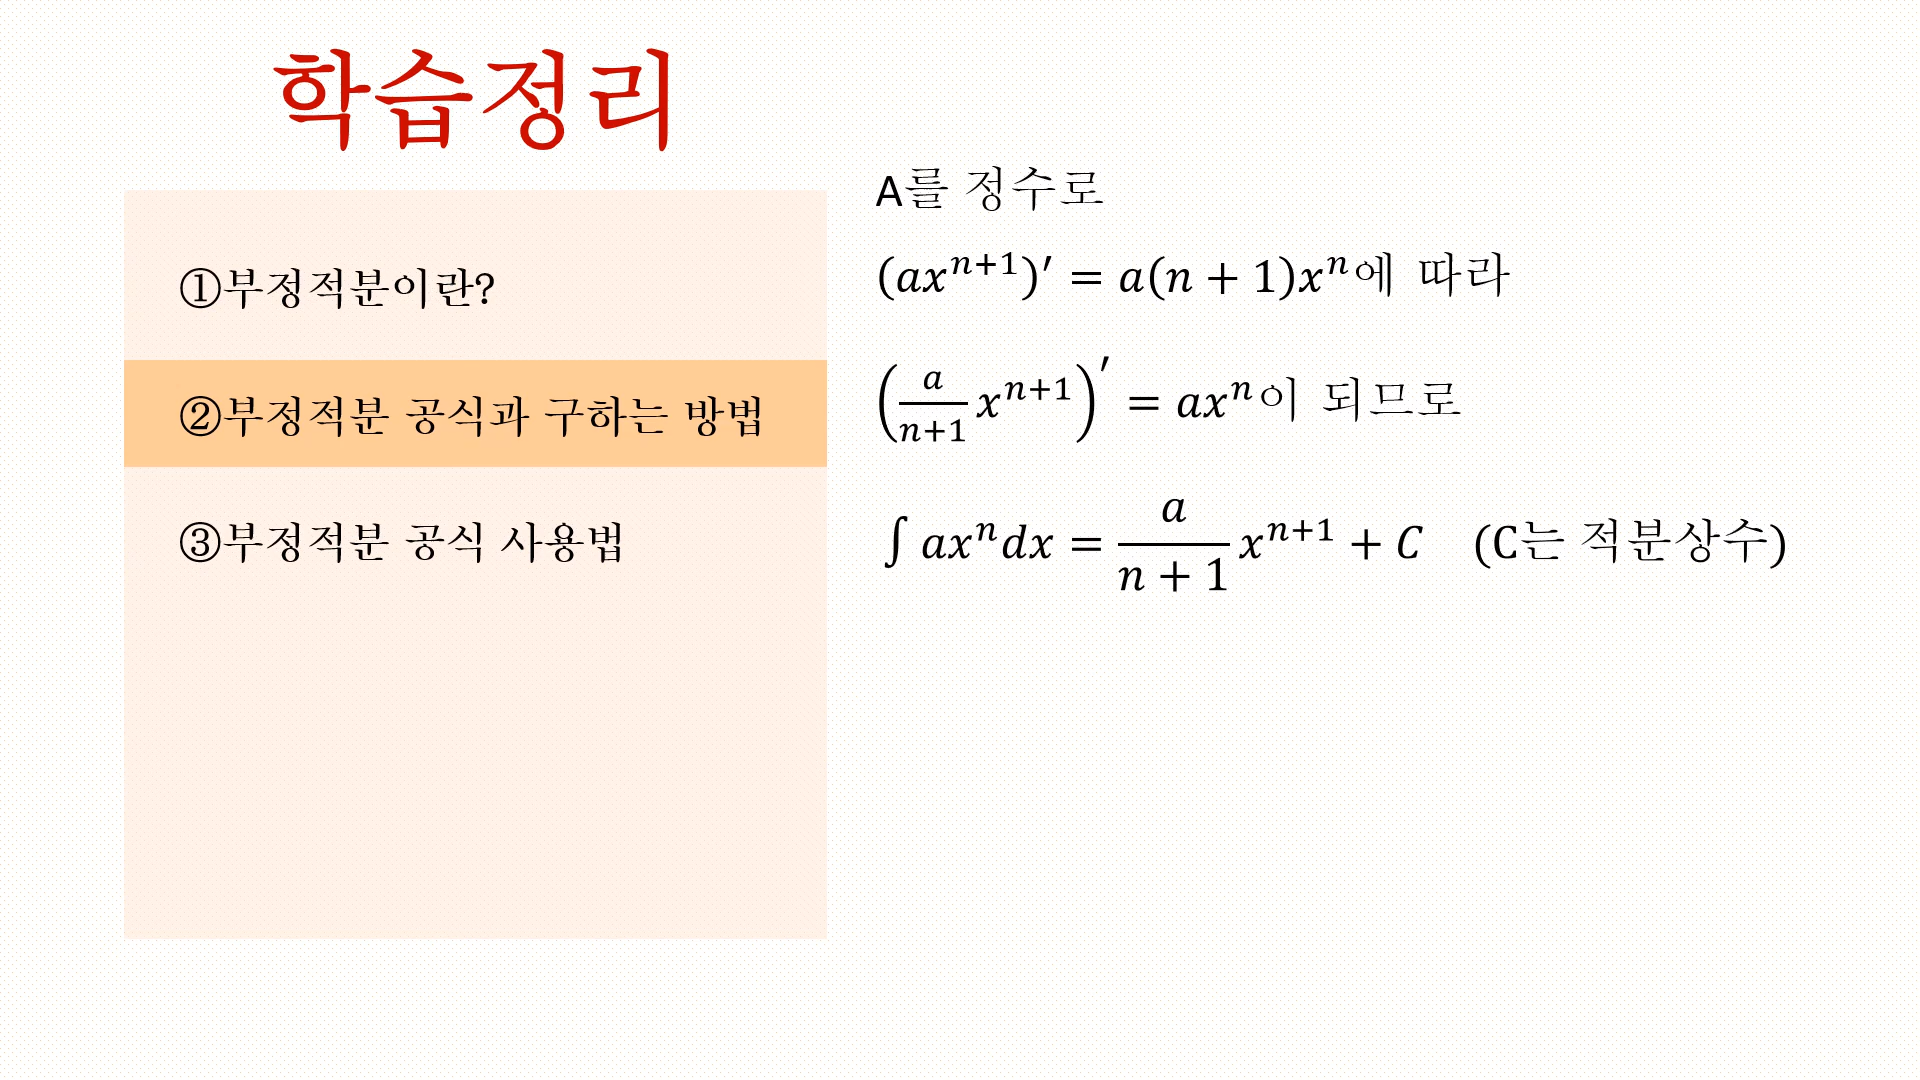 학습정리
①부정적분이란?
②부정적분 공식과 구하는 방법
③부정적분 공식 사용법
A를 정수로
$(ax^{n+1})' = a(n+1)x^n$에 따라
$\left(\frac{a}{n+1}x^{n+1}\right)' = ax^n$이 되므로
$\int ax^n dx = \frac{a}{n+1}x^{n+1} + C$ (C는 적분상수)